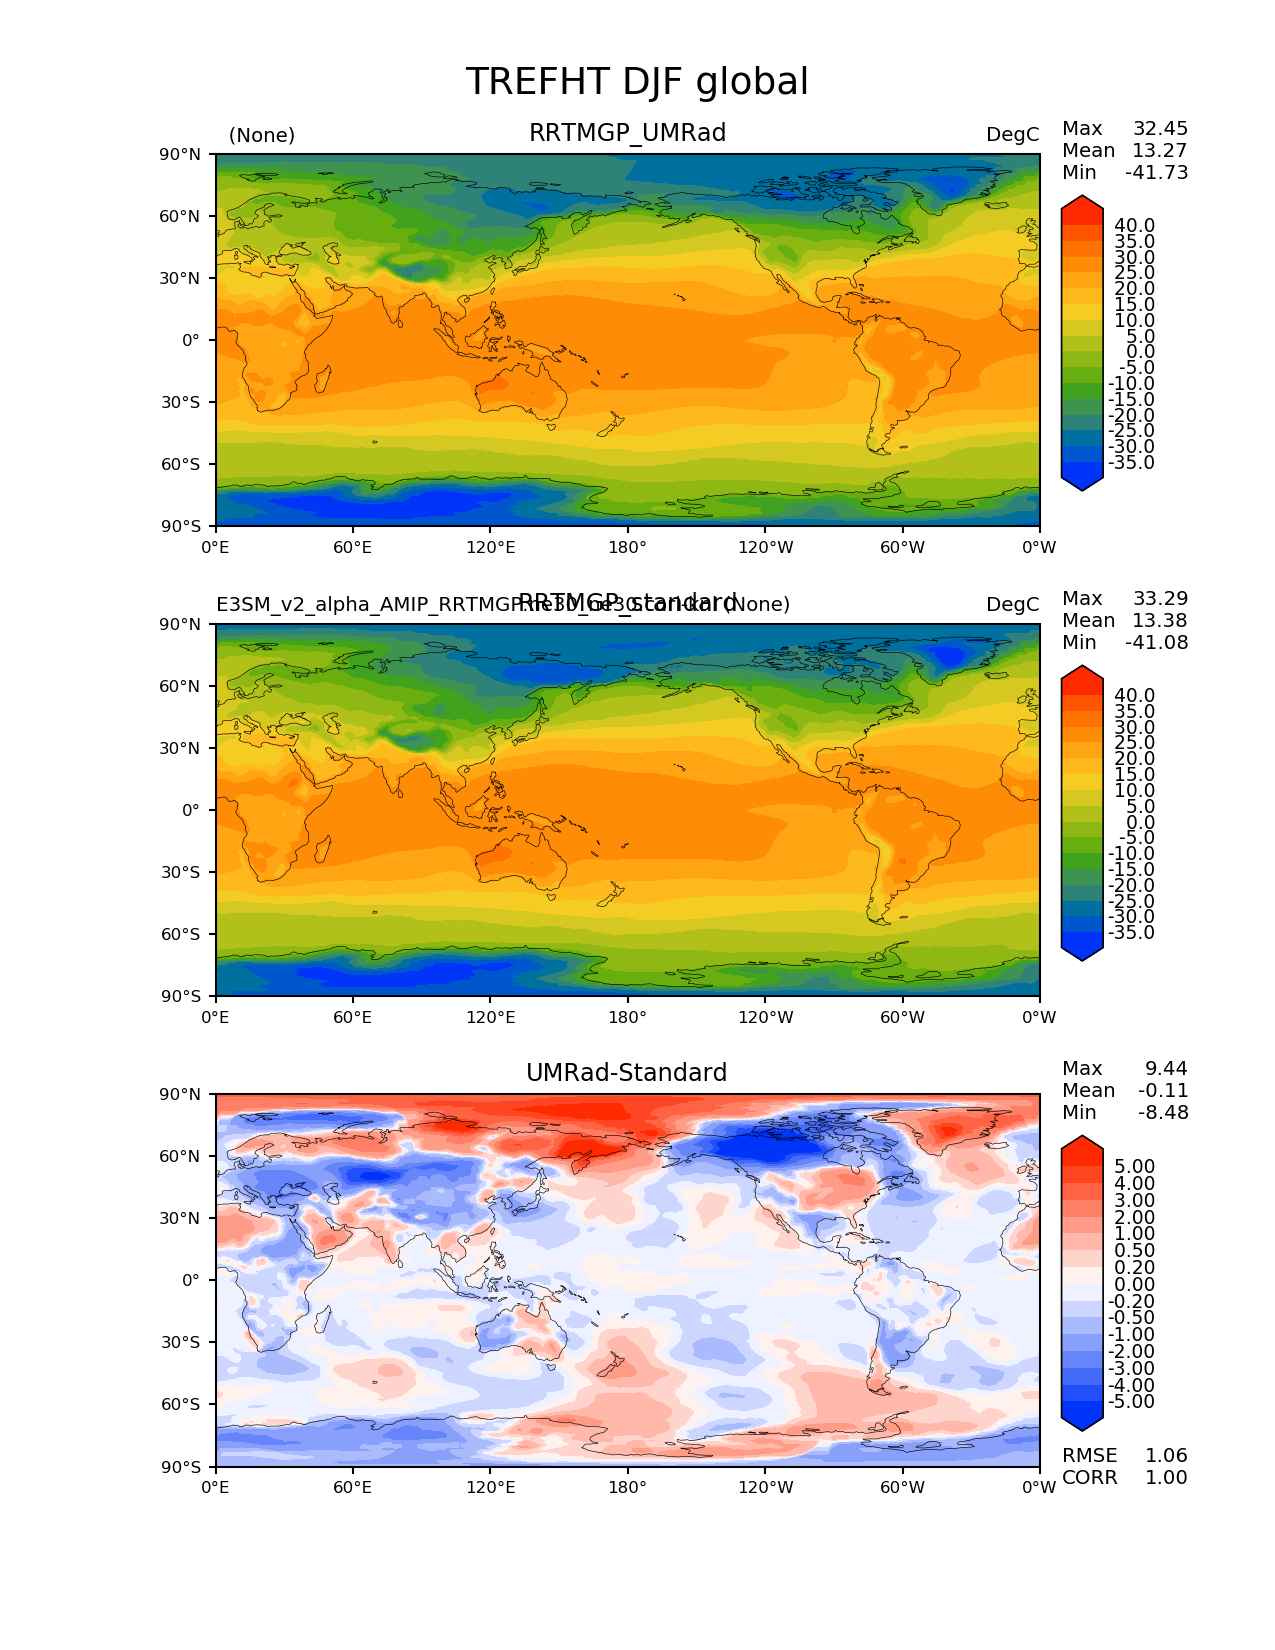 TREFHT DJF global
(None) RRTMGP_UMRad DegC
Max 32.45
Mean 13.27
Min -41.73
90°N
60°N
30°N
0°
30°S
60°S
90°S
0°E 60°E 120°E 180° 120°W 60°W 0°W
40.0
35.0
30.0
25.0
20.0
15.0
10.0
5.0
0.0
-5.0
-10.0
-15.0
-20.0
-25.0
-30.0
-35.0
RRTMGP_standard
E3SM_v2_alpha_AMIP_RRTMGP (None) DegC
Max 33.29
Mean 13.38
Min -41.08
90°N
60°N
30°N
0°
30°S
60°S
90°S
0°E 60°E 120°E 180° 120°W 60°W 0°W
40.0
35.0
30.0
25.0
20.0
15.0
10.0
5.0
0.0
-5.0
-10.0
-15.0
-20.0
-25.0
-30.0
-35.0
UMRad-Standard
Max 9.44
Mean -0.11
Min -8.48
90°N
60°N
30°N
0°
30°S
60°S
90°S
0°E 60°E 120°E 180° 120°W 60°W 0°W
5.00
4.00
3.00
2.00
1.00
0.50
0.20
0.00
-0.20
-0.50
-1.00
-2.00
-3.00
-4.00
-5.00
RMSE 1.06
CORR 1.00